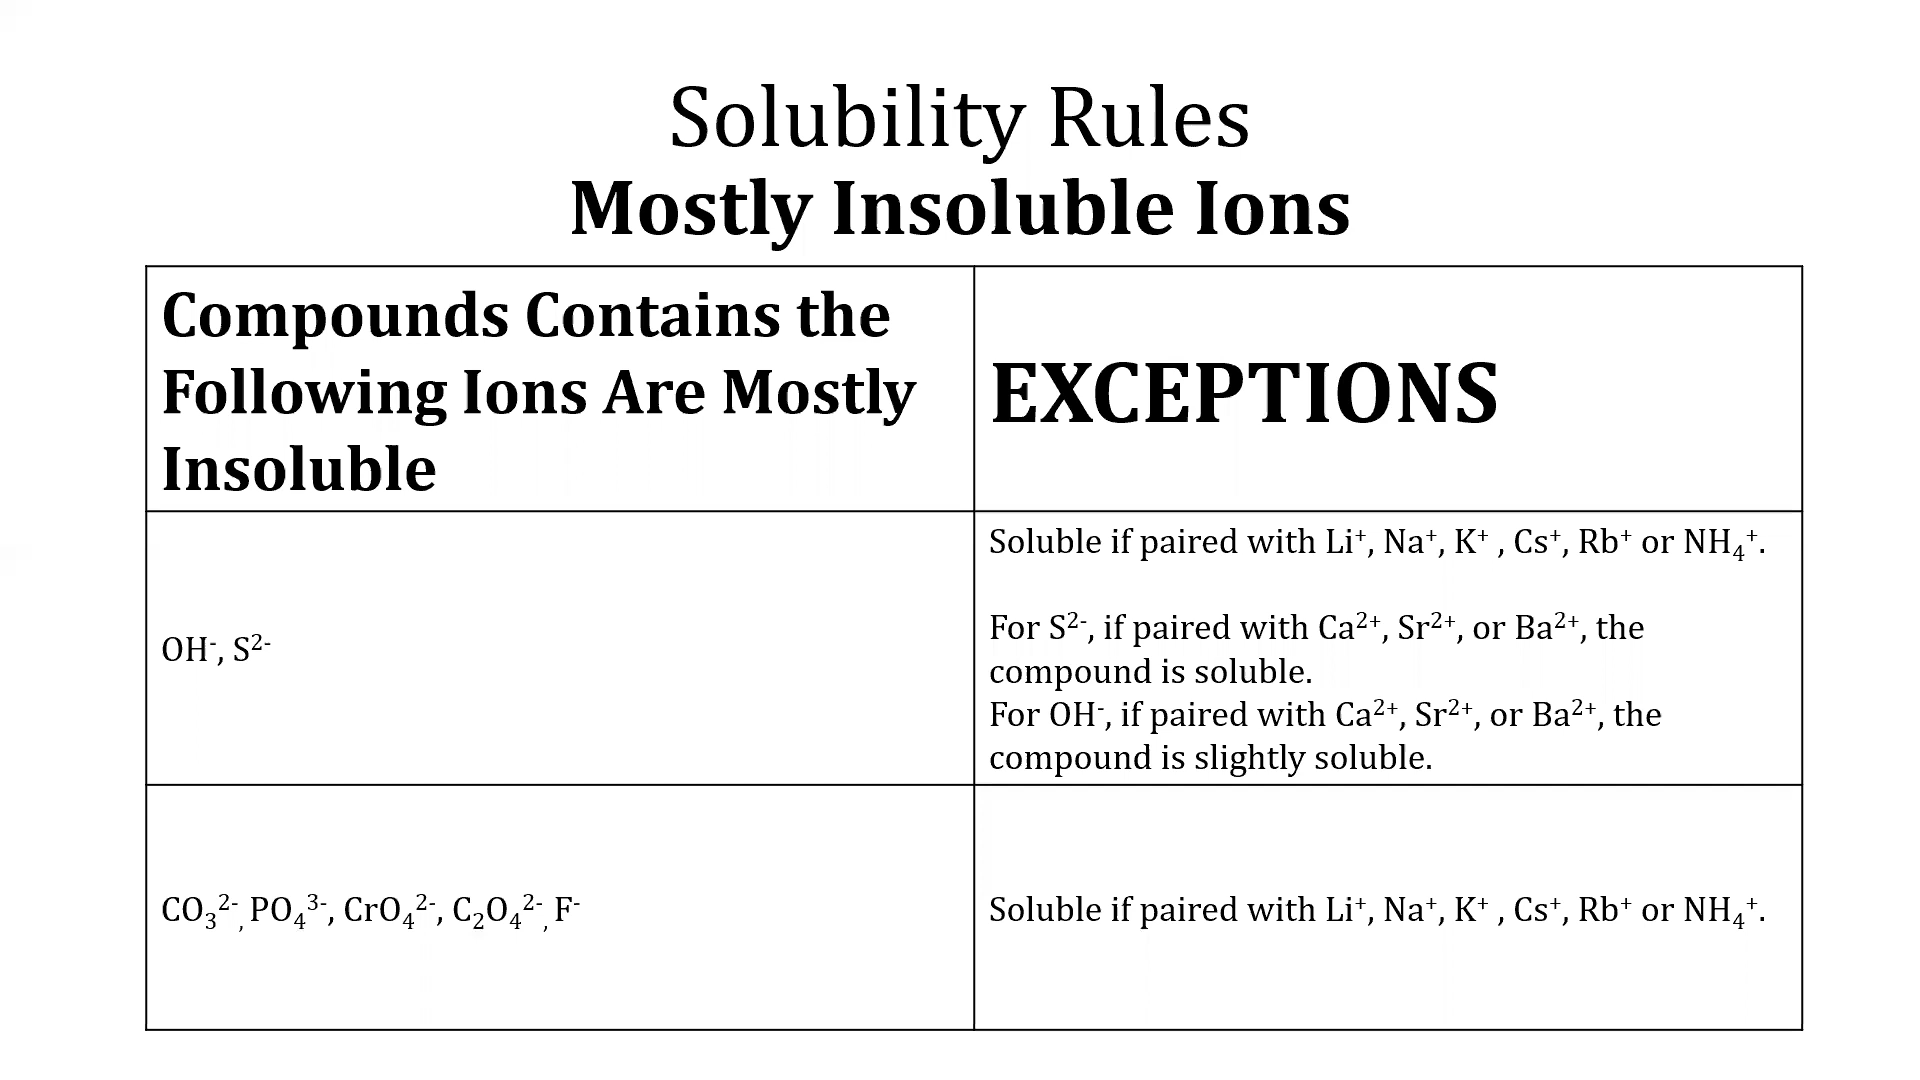 Solubility Rules
Mostly Insoluble Ions
Compounds Contains the
Following Ions Are Mostly
Insoluble
EXCEPTIONS
OH⁻, S²⁻
Soluble if paired with Li⁺, Na⁺, K⁺ , Cs⁺, Rb⁺ or NH₄⁺.
For S²⁻, if paired with Ca²⁺, Sr²⁺, or Ba²⁺, the
compound is soluble.
For OH⁻, if paired with Ca²⁺, Sr²⁺, or Ba²⁺, the
compound is slightly soluble.
CO₃²⁻, PO₄³⁻, CrO₄²⁻, C₂O₄²⁻, F⁻
Soluble if paired with Li⁺, Na⁺, K⁺ , Cs⁺, Rb⁺ or NH₄⁺.